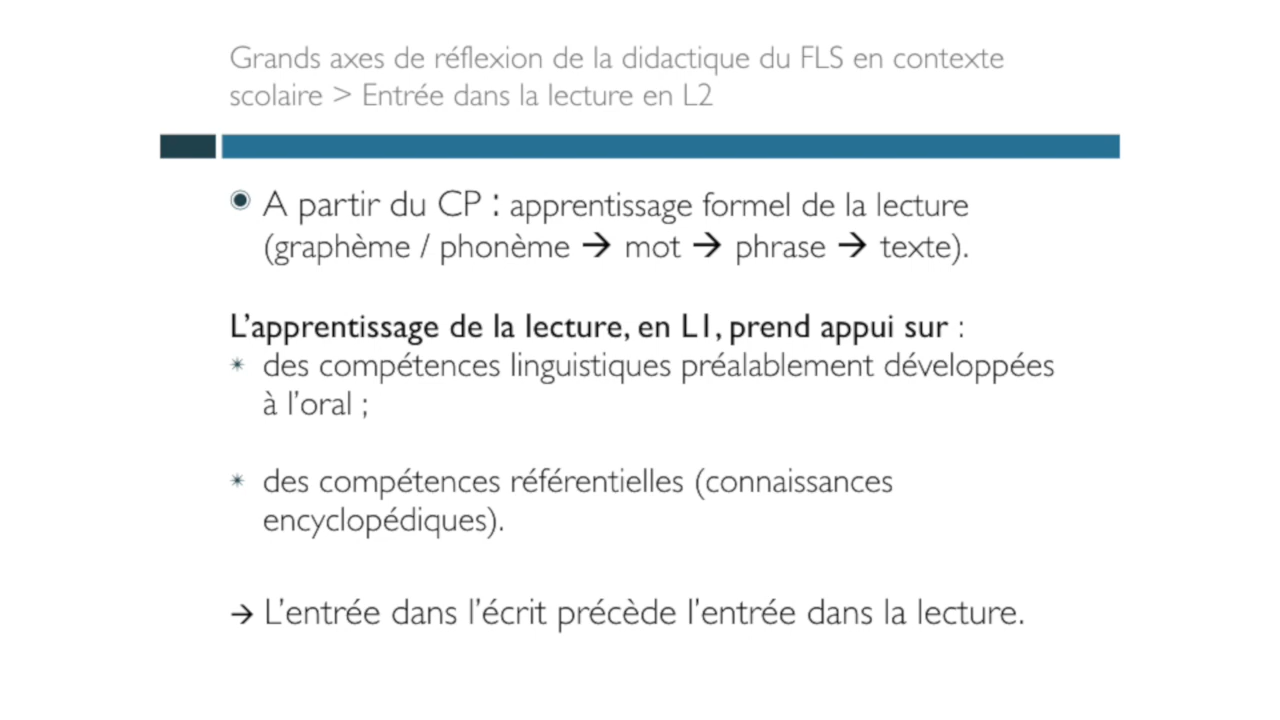 Grands axes de réflexion de la didactique du FLS en contexte
scolaire > Entrée dans la lecture en L2
A partir du CP : apprentissage formel de la lecture
(graphème / phonème → mot → phrase → texte).
L’apprentissage de la lecture, en L1, prend appui sur :
* des compétences linguistiques préalablement développées
à l’oral ;
* des compétences référentielles (connaissances
encyclopédiques).
→ L’entrée dans l’écrit précède l’entrée dans la lecture.